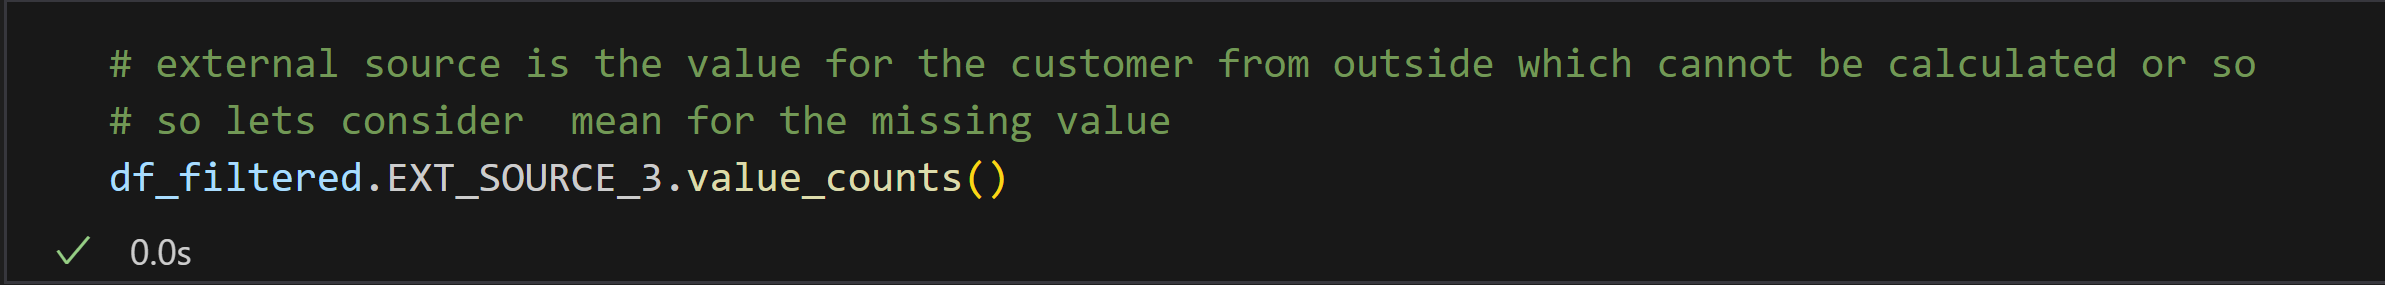 # external source is the value for the customer from outside which cannot be calculated or so
# so lets consider  mean for the missing value
df_filtered.EXT_SOURCE_3.value_counts()
0.0s